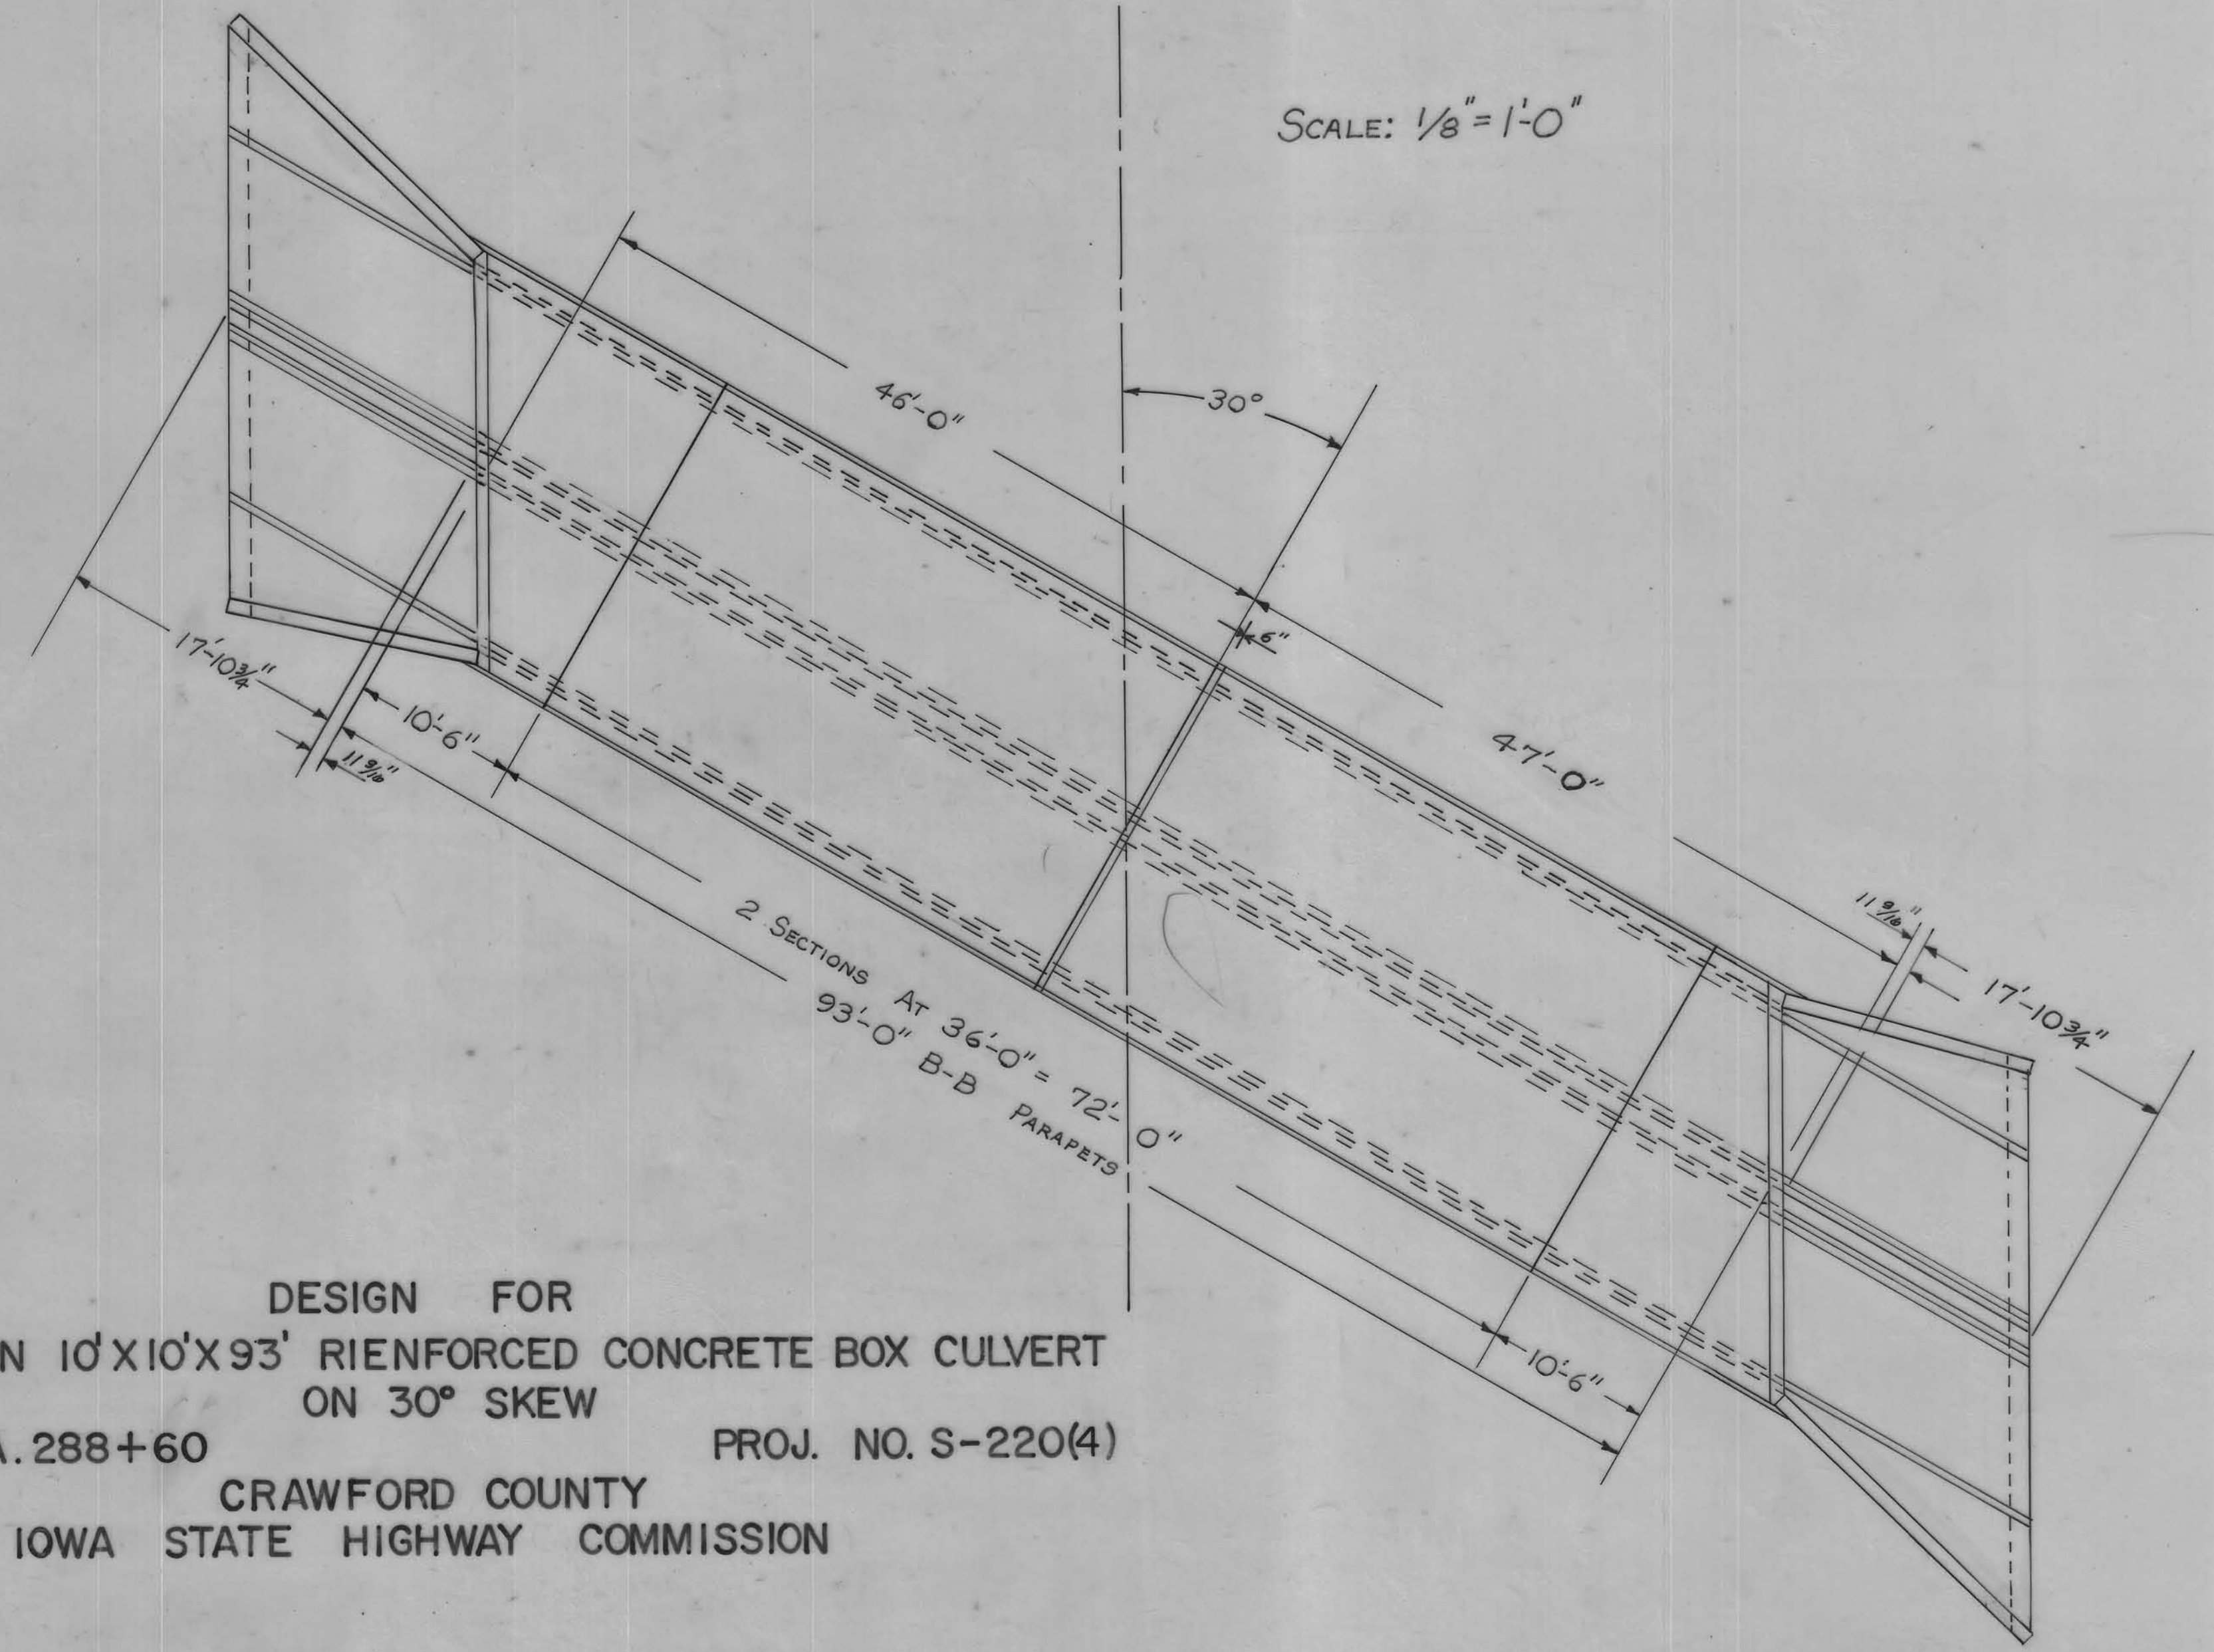 SCALE: 1/8" = 1'-0"
46'-0"
30°
6"
17'-10 3/4"
10'-6"
11 9/16"
47'-0"
11 9/16"
17'-10 3/4"
2 SECTIONS AT 36'-0" = 72'-0"
93'-0" B-B PARAPETS
10'-6"
DESIGN FOR
N 10'X10'X93' RIENFORCED CONCRETE BOX CULVERT
ON 30° SKEW
A. 288+60 PROJ. NO. S-220(4)
CRAWFORD COUNTY
IOWA STATE HIGHWAY COMMISSION